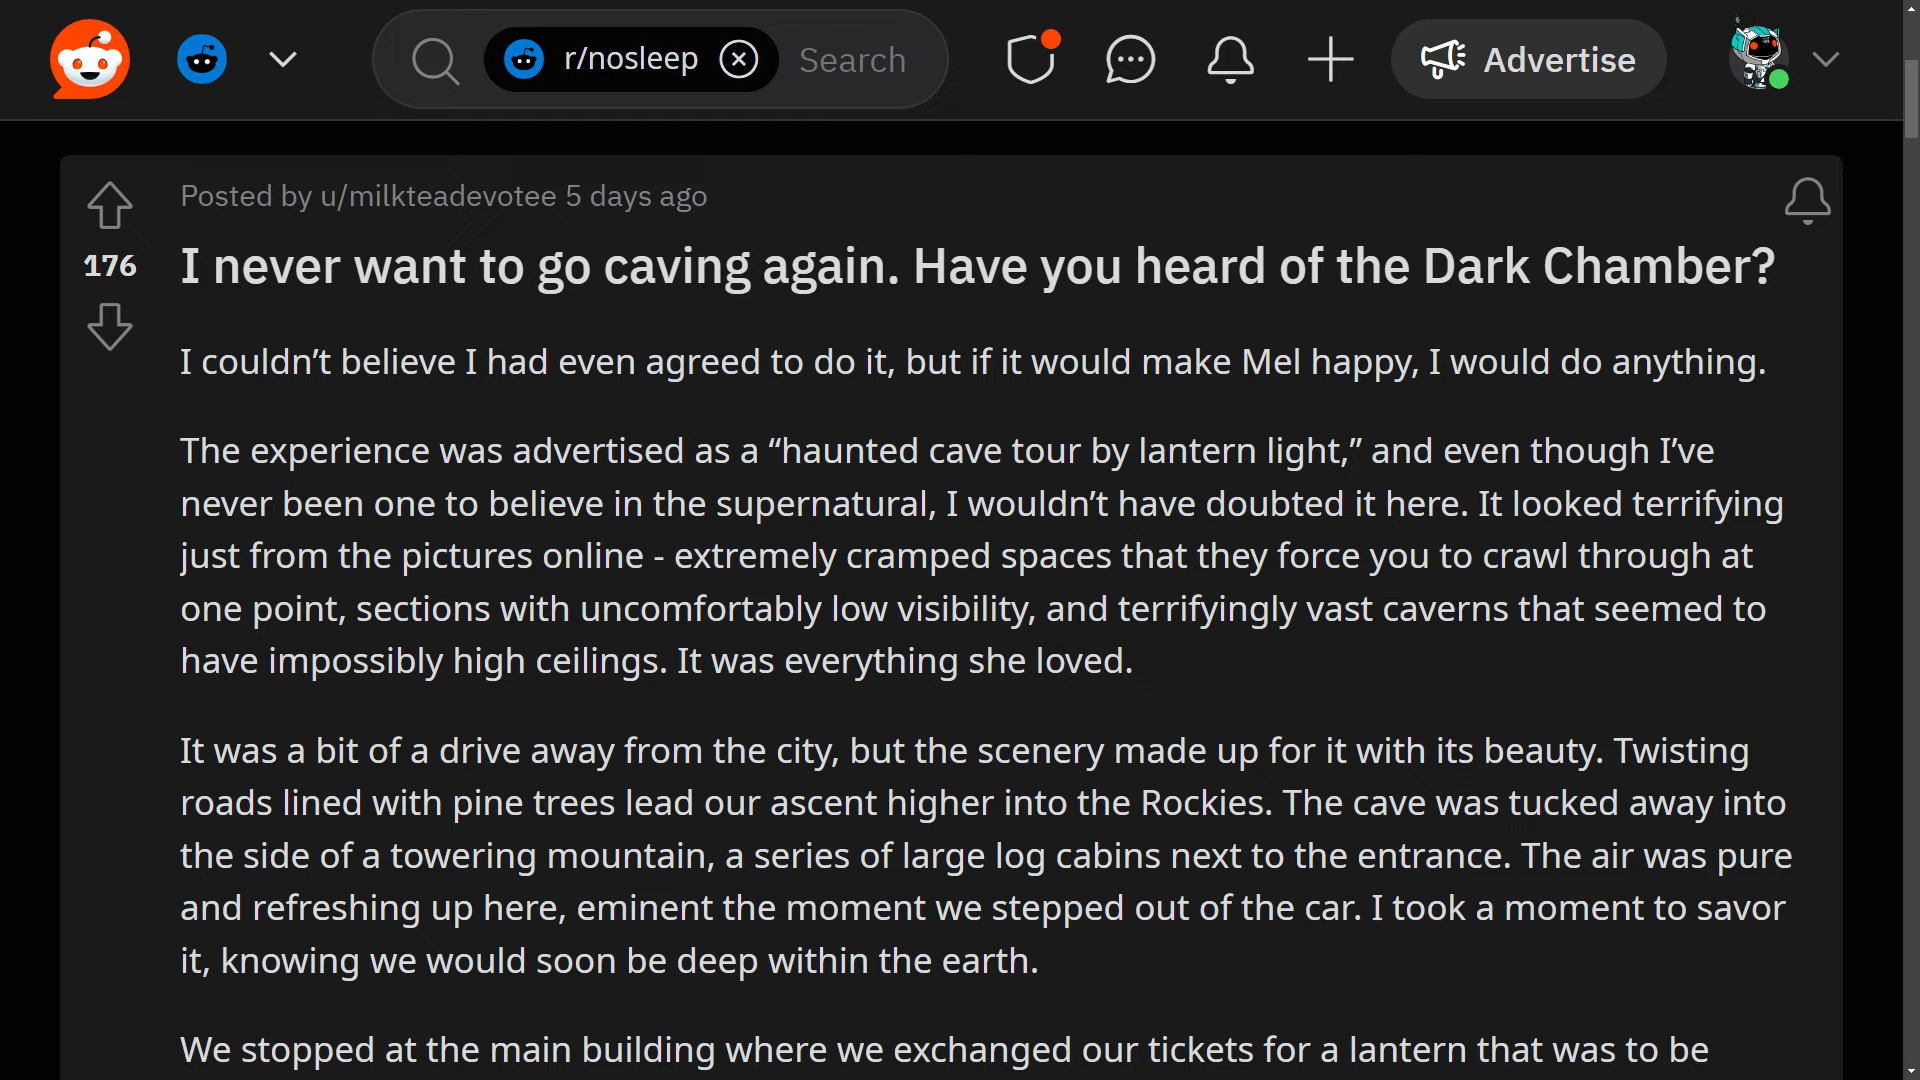 r/nosleep Search Advertise
Posted by u/milkteadevotee 5 days ago
176
I never want to go caving again. Have you heard of the Dark Chamber?
I couldn’t believe I had even agreed to do it, but if it would make Mel happy, I would do anything.
The experience was advertised as a “haunted cave tour by lantern light,” and even though I’ve
never been one to believe in the supernatural, I wouldn’t have doubted it here. It looked terrifying
just from the pictures online - extremely cramped spaces that they force you to crawl through at
one point, sections with uncomfortably low visibility, and terrifyingly vast caverns that seemed to
have impossibly high ceilings. It was everything she loved.
It was a bit of a drive away from the city, but the scenery made up for it with its beauty. Twisting
roads lined with pine trees lead our ascent higher into the Rockies. The cave was tucked away into
the side of a towering mountain, a series of large log cabins next to the entrance. The air was pure
and refreshing up here, eminent the moment we stepped out of the car. I took a moment to savor
it, knowing we would soon be deep within the earth.
We stopped at the main building where we exchanged our tickets for a lantern that was to be